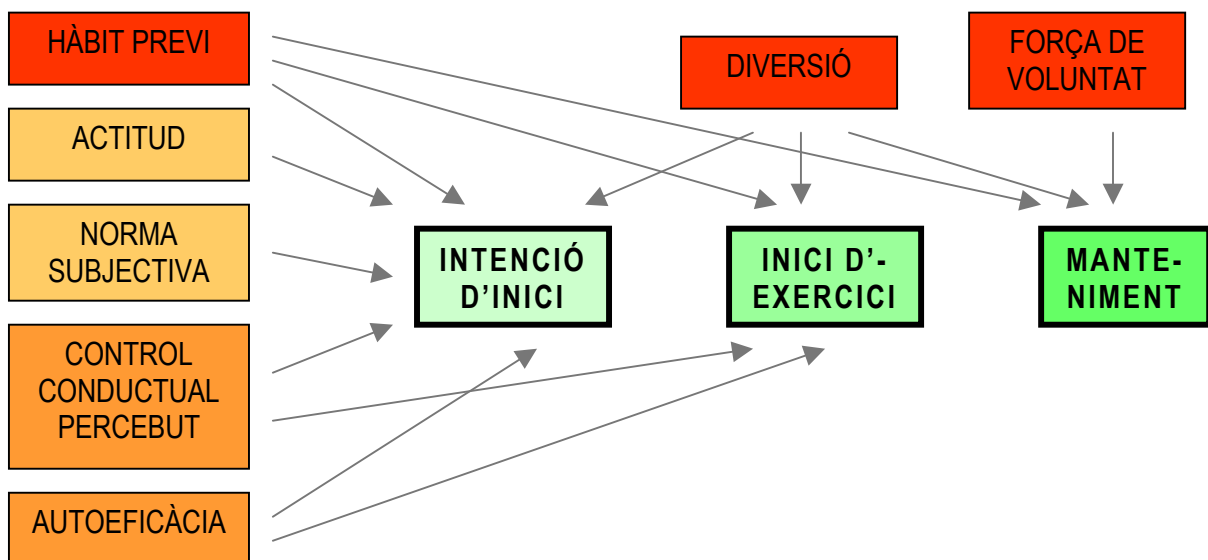 HÀBIT PREVI
DIVERSIÓ
FORÇA DE
VOLUNTAT
ACTITUD
NORMA
SUBJECTIVA
INTENCIÓ
D’INICI
INICI D’-
EXERCICI
MANTE-
NIMENT
CONTROL
CONDUCTUAL
PERCEBUT
AUTOEFICÀCIA